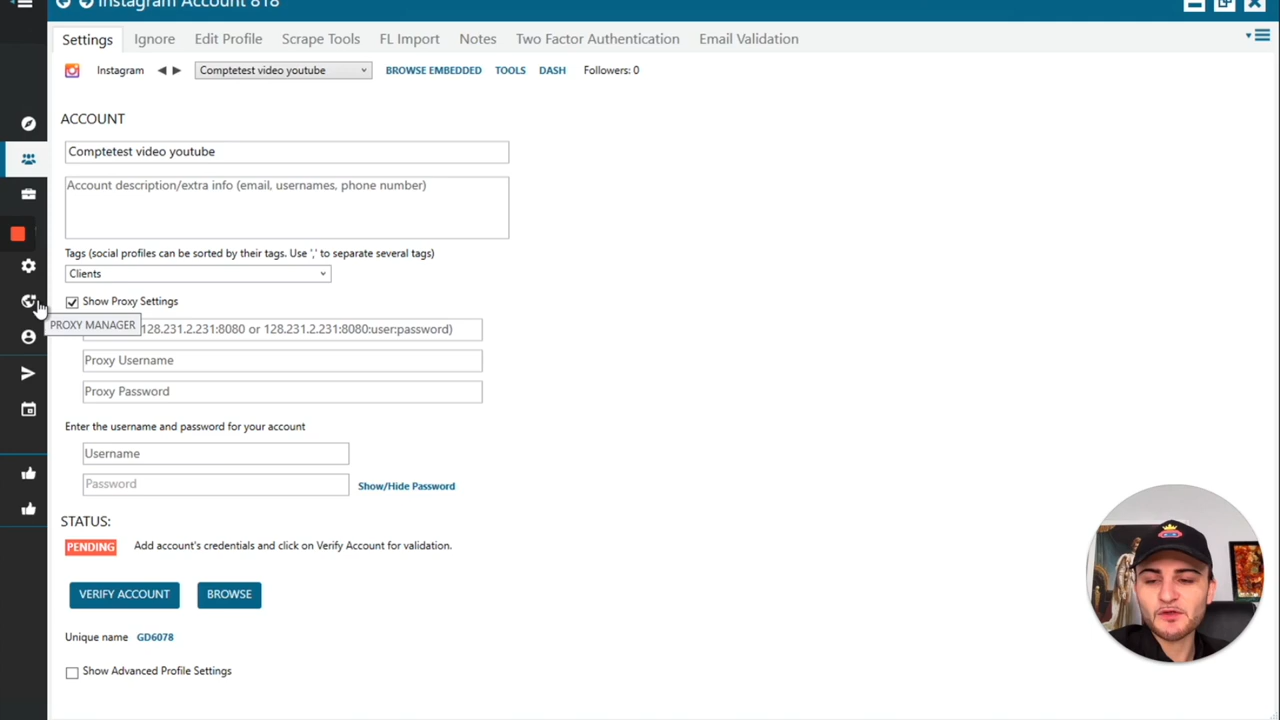 Instagram Account 818
Settings Ignore Edit Profile Scrape Tools FL Import Notes Two Factor Authentication Email Validation
Instagram Comptetest video youtube BROWSE EMBEDDED TOOLS DASH Followers: 0
ACCOUNT
Comptetest video youtube
Account description/extra info (email, usernames, phone number)
Tags (social profiles can be sorted by their tags. Use ',' to separate several tags)
Clients
Show Proxy Settings
PROXY MANAGER
128.231.2.231:8080 or 128.231.2.231:8080:user:password)
Proxy Username
Proxy Password
Enter the username and password for your account
Username
Password Show/Hide Password
STATUS:
PENDING Add account's credentials and click on Verify Account for validation.
VERIFY ACCOUNT BROWSE
Unique name GD6078
Show Advanced Profile Settings